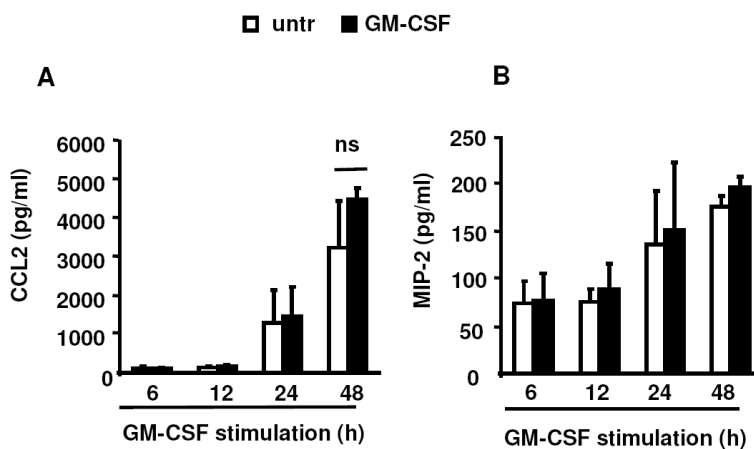 untr GM-CSF
A
B
6000
5000
4000
3000
2000
1000
0
CCL2 (pg/ml)
ns
6 12 24 48
GM-CSF stimulation (h)
250
200
150
100
50
0
MIP-2 (pg/ml)
6 12 24 48
GM-CSF stimulation (h)